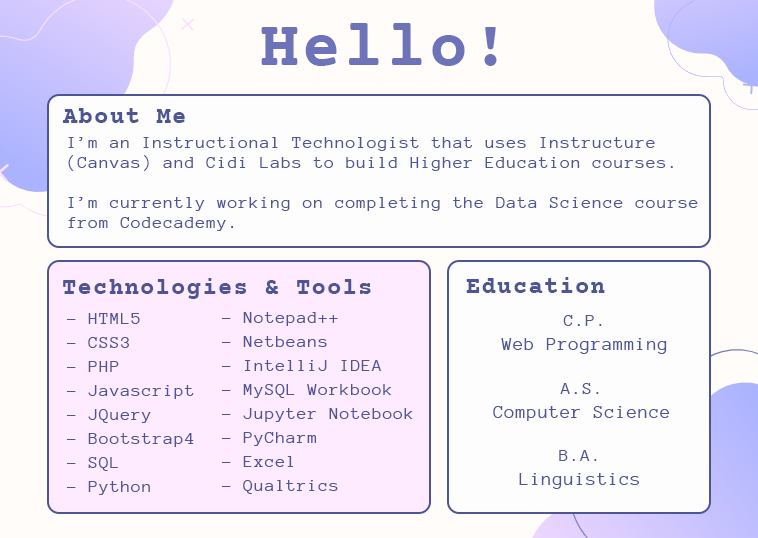 Hello!
About Me
I'm an Instructional Technologist that uses Instructure
(Canvas) and Cidi Labs to build Higher Education courses.
I'm currently working on completing the Data Science course
from Codecademy.
Technologies & Tools
– HTML5
– CSS3
– PHP
– Javascript
– JQuery
– Bootstrap4
– SQL
– Python
– Notepad++
– Netbeans
– IntelliJ IDEA
– MySQL Workbook
– Jupyter Notebook
– PyCharm
– Excel
– Qualtrics
Education
C.P.
Web Programming
A.S.
Computer Science
B.A.
Linguistics